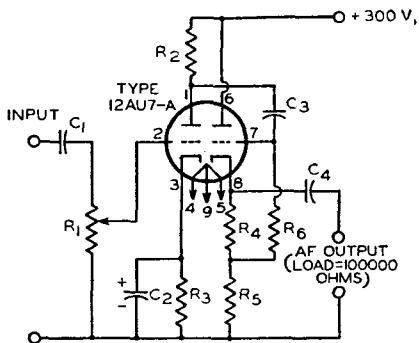 +300 V.
R2
TYPE
12AU7-A
1
6
C3
INPUT
C1
2
7
C4
3
4
9
5
8
R1
R4
R6
AF OUTPUT
(LOAD=100000
OHMS)
+
-
C2
R3
R5